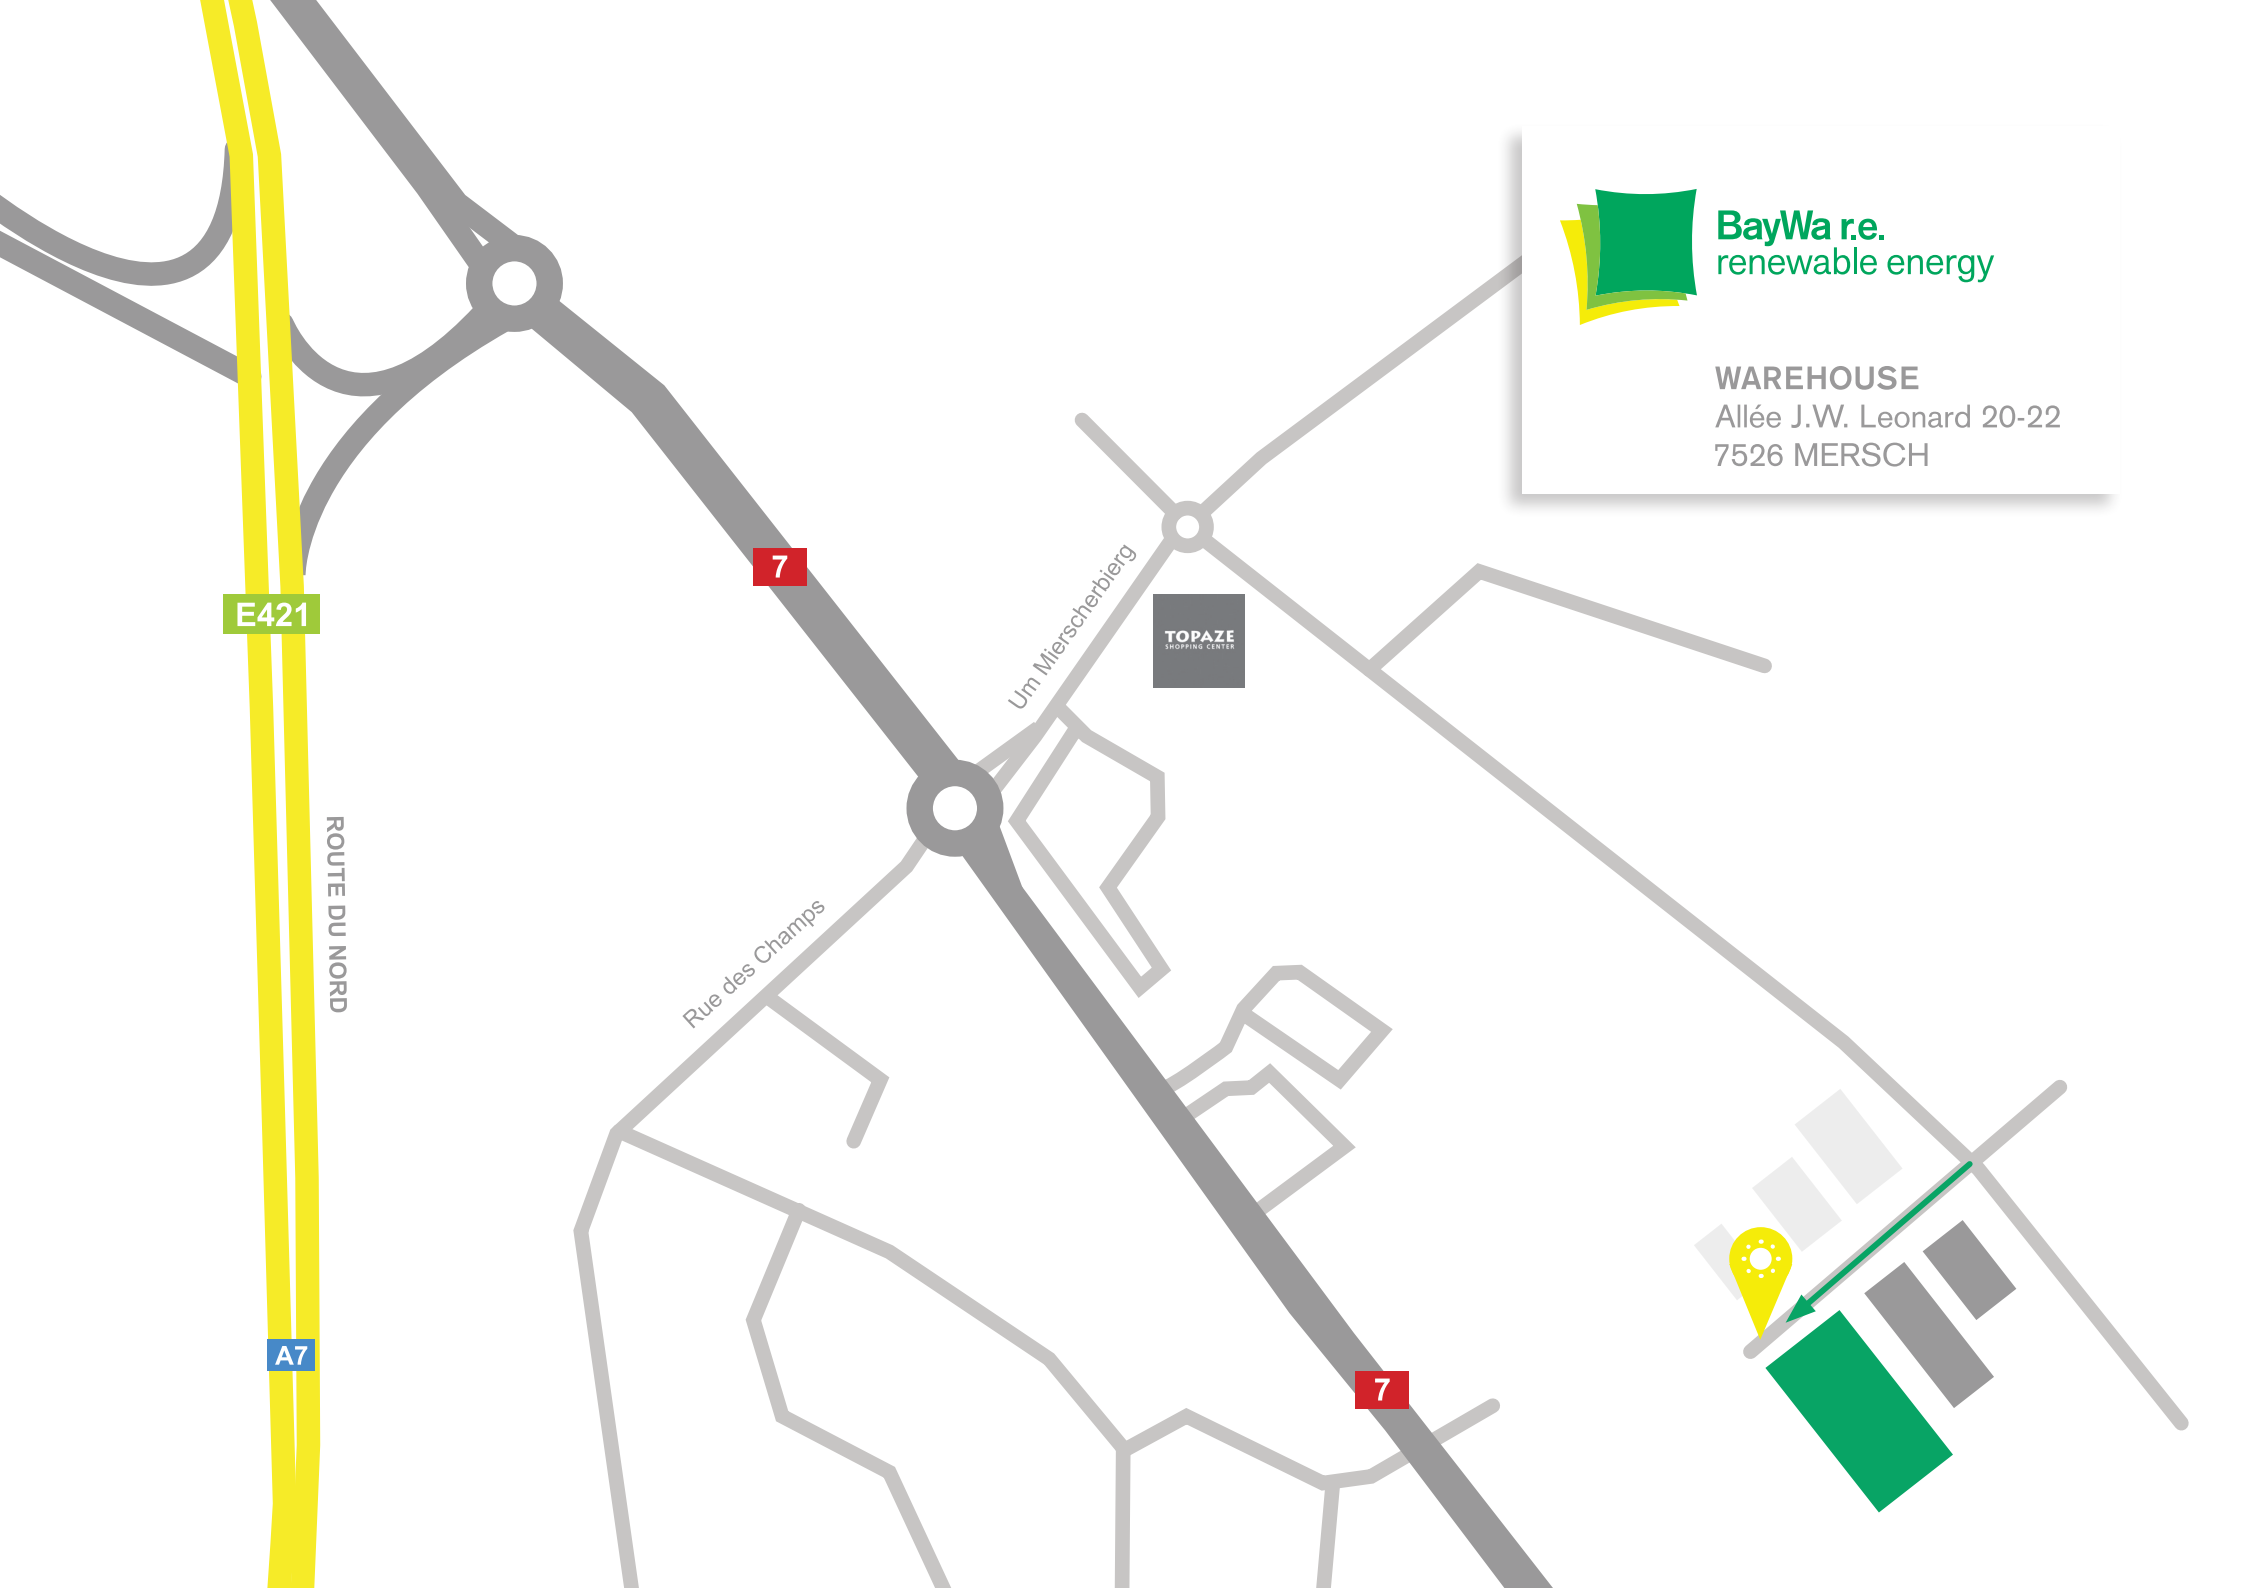 BayWa r.e.
renewable energy
WAREHOUSE
Allée J.W. Leonard 20-22
7526 MERSCH
7
Um Mierscherbierg
E421
TOPAZE
SHOPPING CENTER
ROUTE DU NORD
Rue des Champs
A7
7